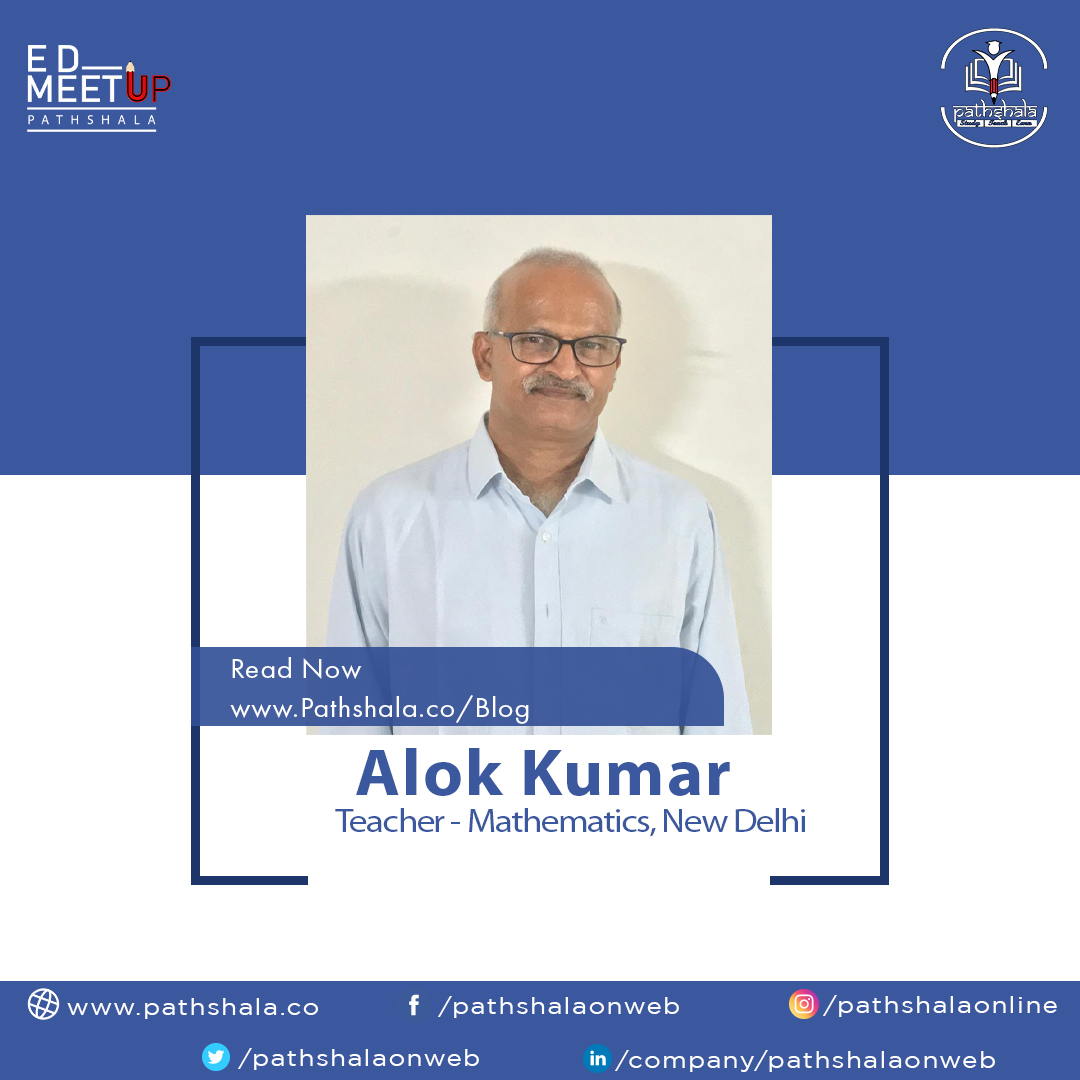 ED
MEETUP
PATHSHALA
pathshala
Read Now
www.Pathshala.co/Blog
Alok Kumar
Teacher - Mathematics, New Delhi
www.pathshala.co
/pathshalaonweb
/pathshalaonline
/pathshalaonweb
/company/pathshalaonweb